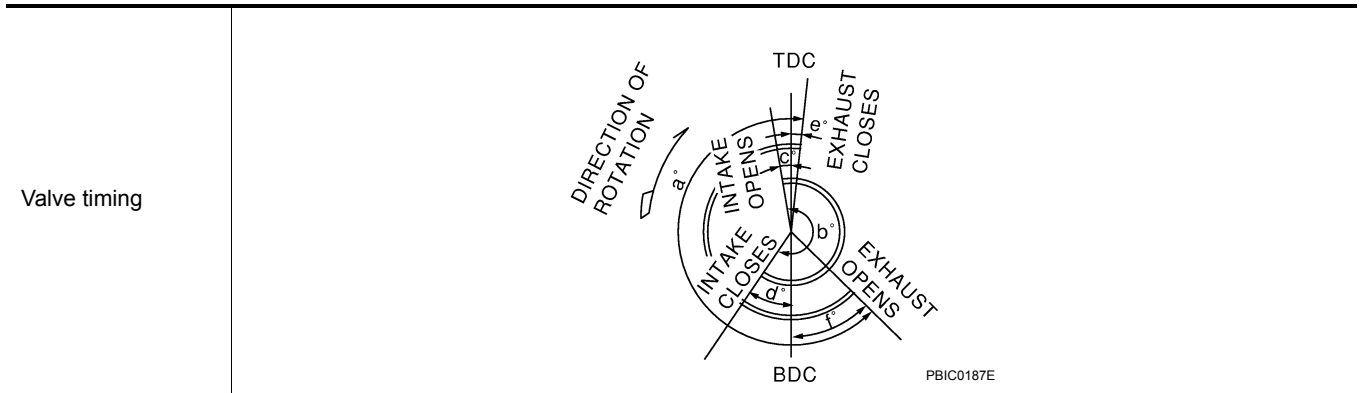 Valve timing
TDC
DIRECTION OF
ROTATION
a°
INTAKE
OPENS
c°
e°
EXHAUST
CLOSES
b°
INTAKE
CLOSES
d°
EXHAUST
OPENS
f°
BDC
PBIC0187E